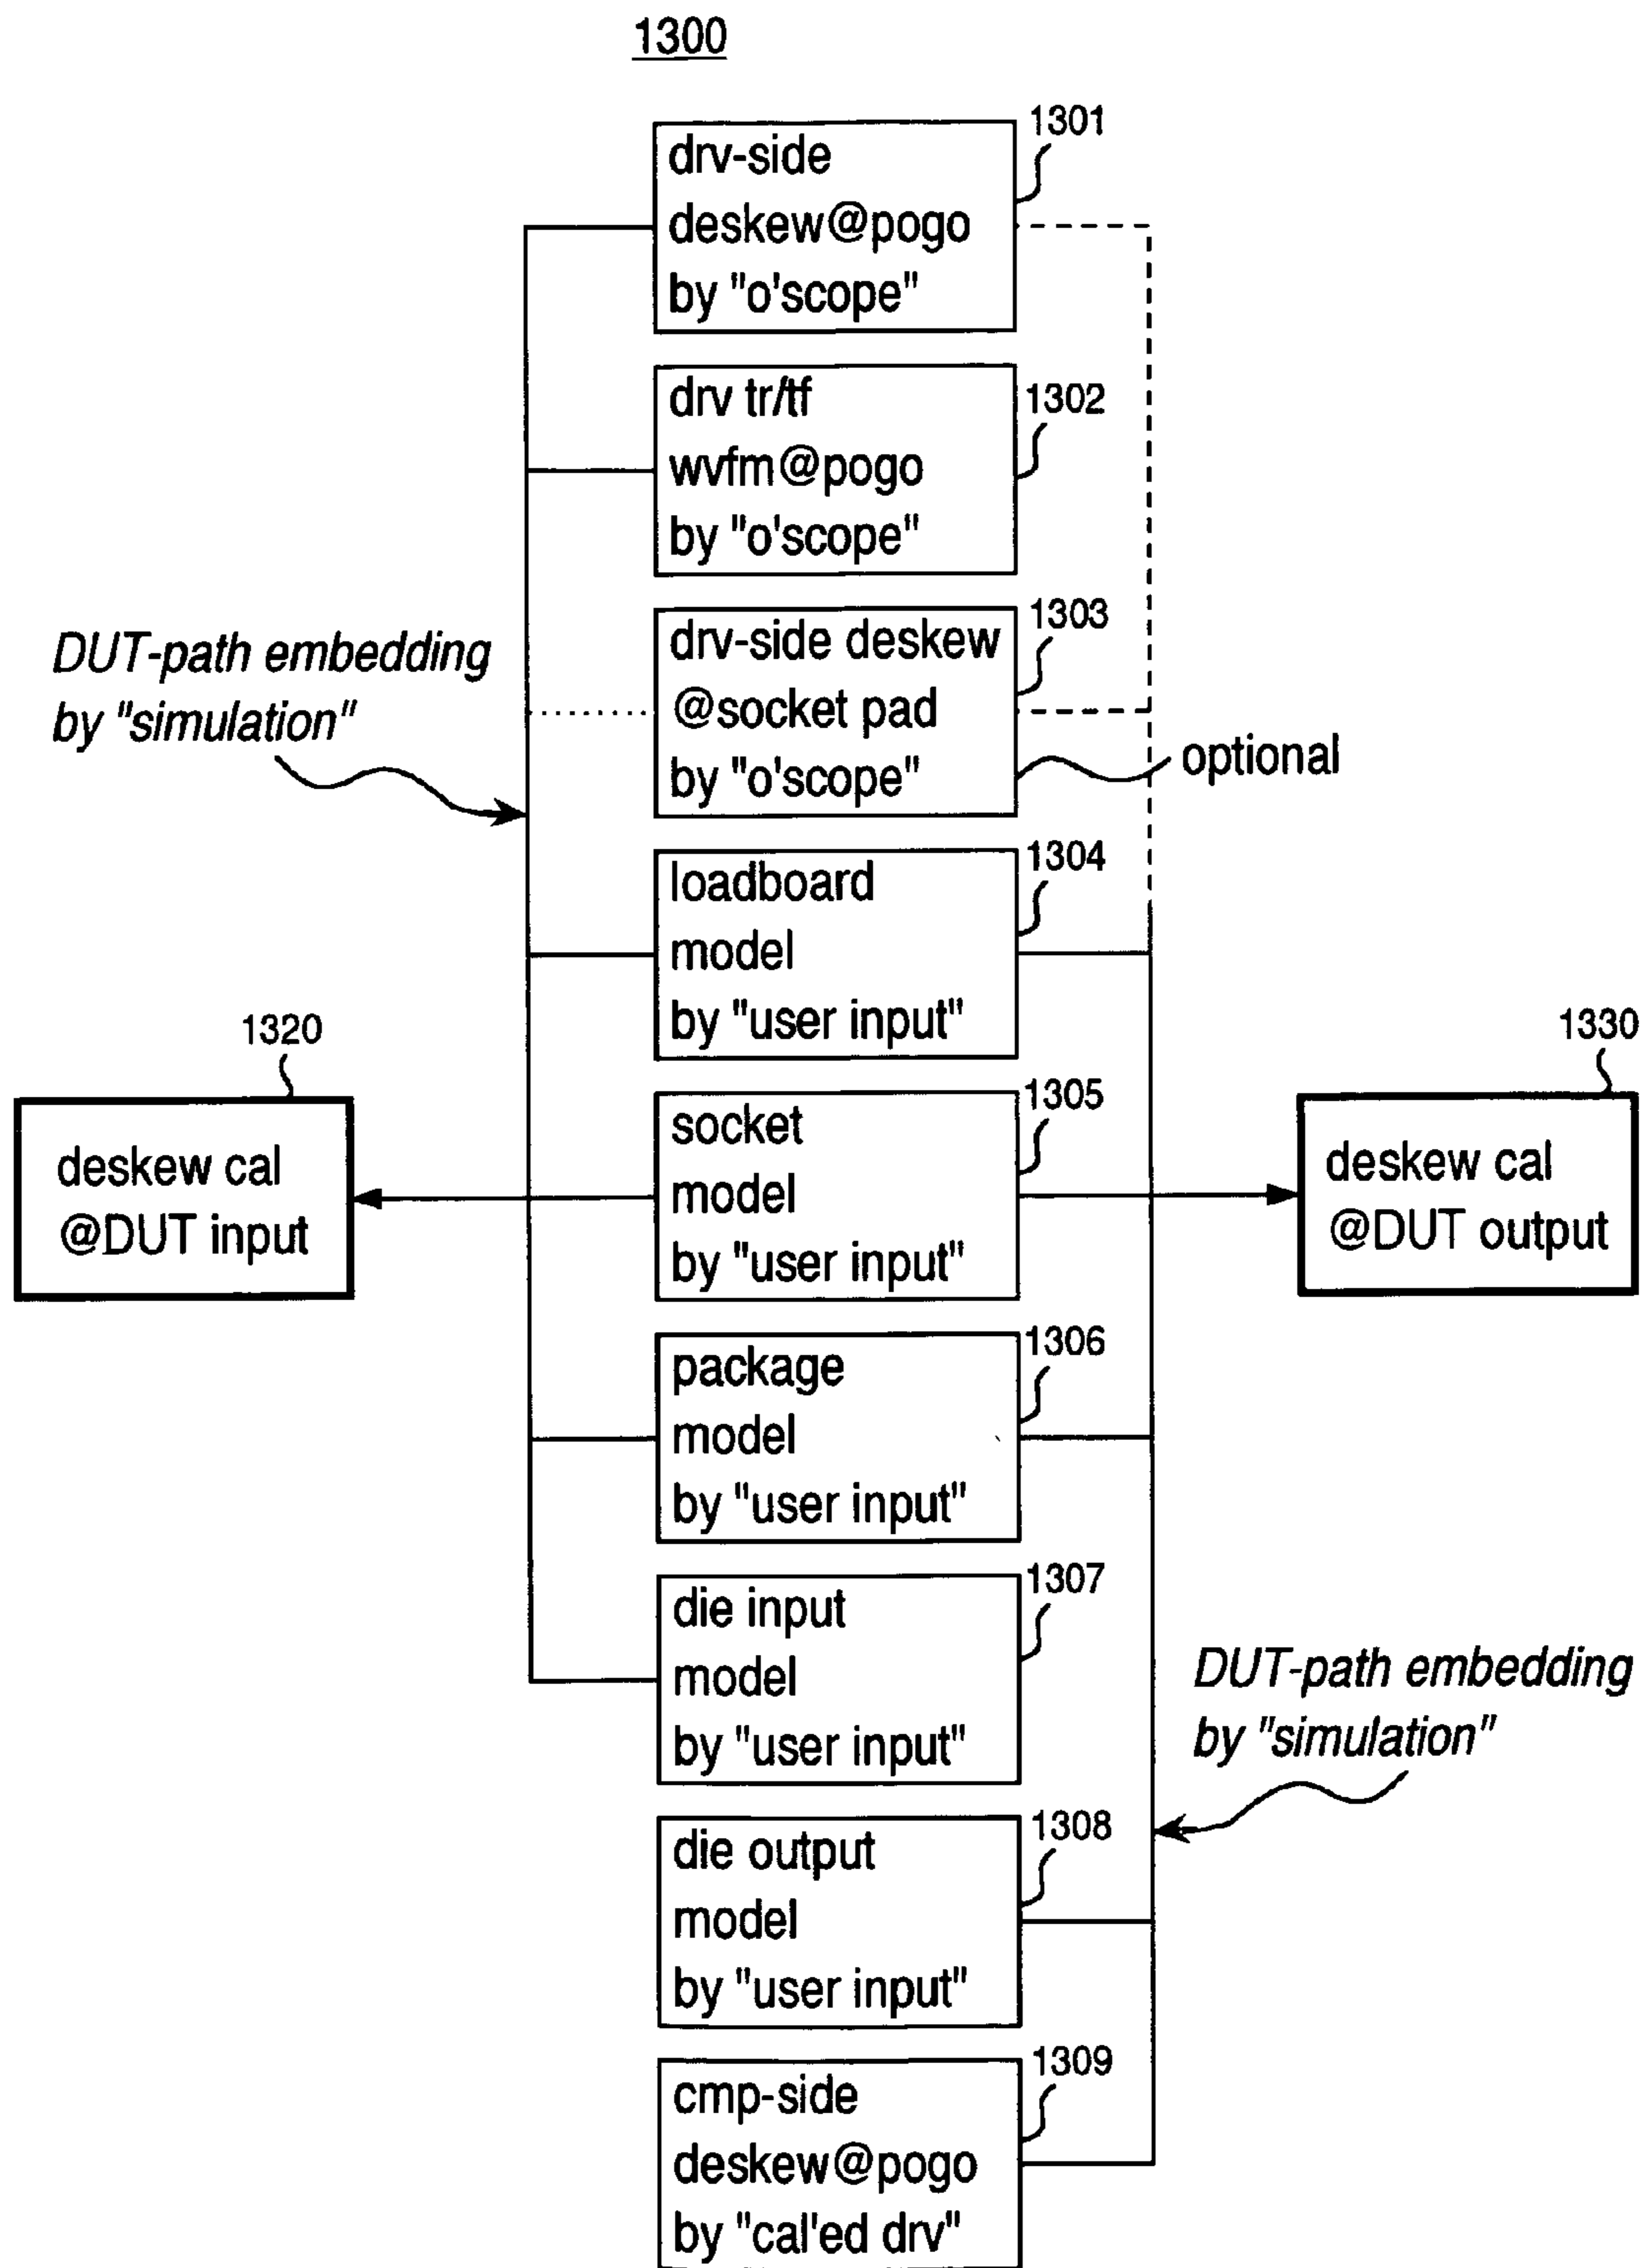 1300
1301
drv-side
deskew@pogo
by "o'scope"
1302
drv tr/tf
wvfm@pogo
by "o'scope"
1303
drv-side deskew
@socket pad
by "o'scope"
optional
DUT-path embedding
by "simulation"
1304
loadboard
model
by "user input"
1320
deskew cal
@DUT input
1305
socket
model
by "user input"
1330
deskew cal
@DUT output
1306
package
model
by "user input"
1307
die input
model
by "user input"
DUT-path embedding
by "simulation"
1308
die output
model
by "user input"
1309
cmp-side
deskew@pogo
by "cal'ed drv"